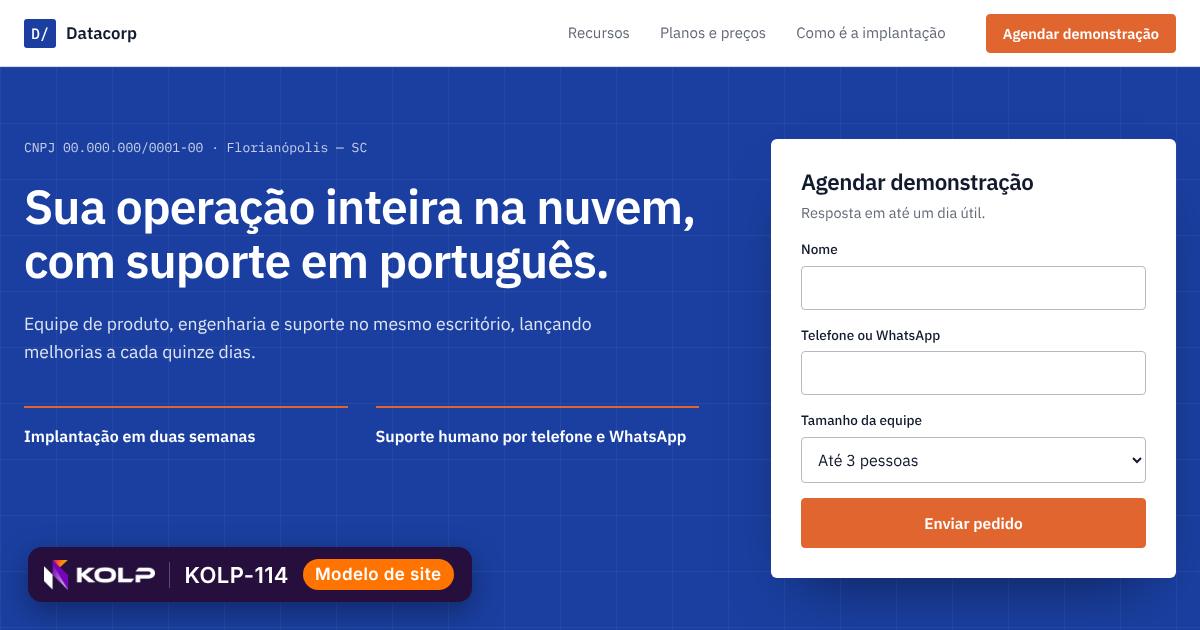 D/ Datacorp
Recursos
Planos e preços
Como é a implantação
Agendar demonstração
CNPJ 00.000.000/0001-00 · Florianópolis — SC
Sua operação inteira na nuvem,
com suporte em português.
Equipe de produto, engenharia e suporte no mesmo escritório, lançando
melhorias a cada quinze dias.
Implantação em duas semanas
Suporte humano por telefone e WhatsApp
Agendar demonstração
Resposta em até um dia útil.
Nome
Telefone ou WhatsApp
Tamanho da equipe
Até 3 pessoas
Enviar pedido
KOLP KOLP-114 Modelo de site